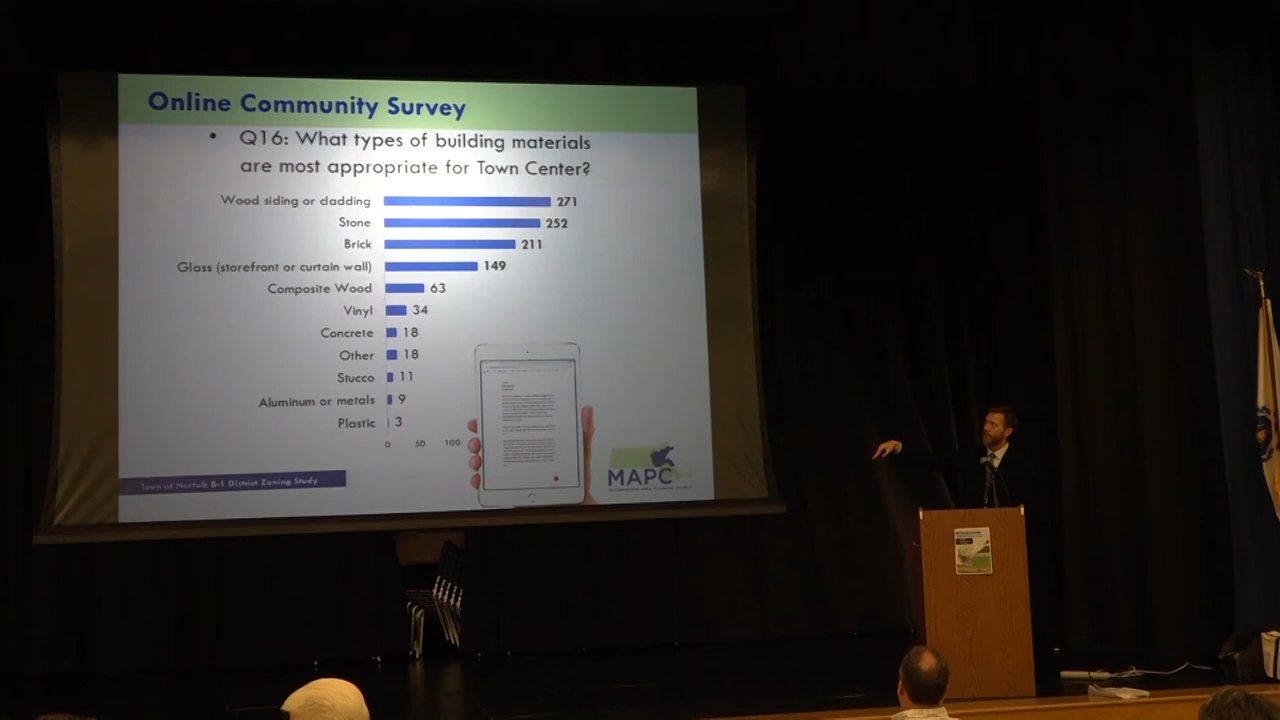 Online Community Survey
• Q16: What types of building materials
are most appropriate for Town Center?
Wood siding or cladding 271
Stone 252
Brick 211
Glass (storefront or curtain wall) 149
Composite Wood 63
Vinyl 34
Concrete 18
Other 18
Stucco 11
Aluminum or metals 9
Plastic 3
0 50 100
Town of Norfolk B-1 District Zoning Study
MAPC